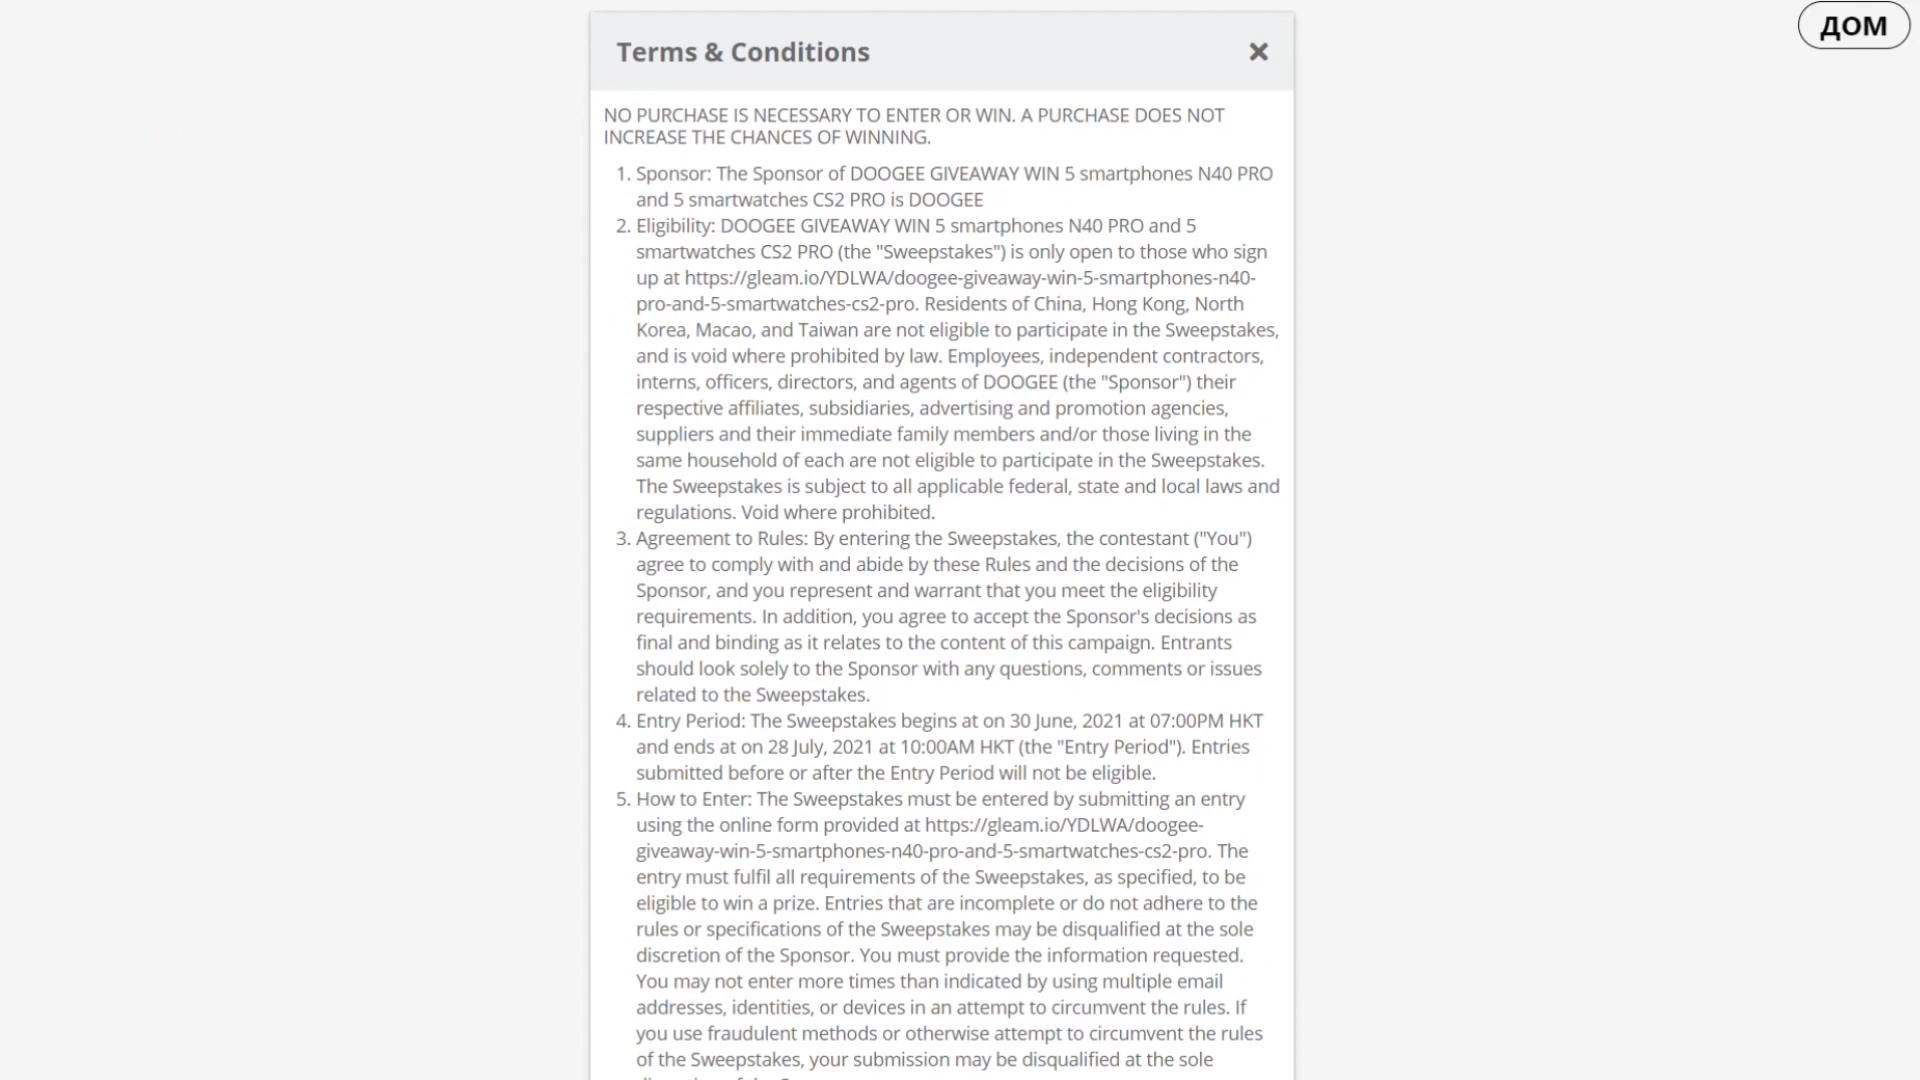 ДОМ
Terms & Conditions
NO PURCHASE IS NECESSARY TO ENTER OR WIN. A PURCHASE DOES NOT
INCREASE THE CHANCES OF WINNING.
1. Sponsor: The Sponsor of DOOGEE GIVEAWAY WIN 5 smartphones N40 PRO
and 5 smartwatches CS2 PRO is DOOGEE
2. Eligibility: DOOGEE GIVEAWAY WIN 5 smartphones N40 PRO and 5
smartwatches CS2 PRO (the "Sweepstakes") is only open to those who sign
up at https://gleam.io/YDLWA/doogee-giveaway-win-5-smartphones-n40-
pro-and-5-smartwatches-cs2-pro. Residents of China, Hong Kong, North
Korea, Macao, and Taiwan are not eligible to participate in the Sweepstakes,
and is void where prohibited by law. Employees, independent contractors,
interns, officers, directors, and agents of DOOGEE (the "Sponsor") their
respective affiliates, subsidiaries, advertising and promotion agencies,
suppliers and their immediate family members and/or those living in the
same household of each are not eligible to participate in the Sweepstakes.
The Sweepstakes is subject to all applicable federal, state and local laws and
regulations. Void where prohibited.
3. Agreement to Rules: By entering the Sweepstakes, the contestant ("You")
agree to comply with and abide by these Rules and the decisions of the
Sponsor, and you represent and warrant that you meet the eligibility
requirements. In addition, you agree to accept the Sponsor's decisions as
final and binding as it relates to the content of this campaign. Entrants
should look solely to the Sponsor with any questions, comments or issues
related to the Sweepstakes.
4. Entry Period: The Sweepstakes begins at on 30 June, 2021 at 07:00PM HKT
and ends at on 28 July, 2021 at 10:00AM HKT (the "Entry Period"). Entries
submitted before or after the Entry Period will not be eligible.
5. How to Enter: The Sweepstakes must be entered by submitting an entry
using the online form provided at https://gleam.io/YDLWA/doogee-
giveaway-win-5-smartphones-n40-pro-and-5-smartwatches-cs2-pro. The
entry must fulfil all requirements of the Sweepstakes, as specified, to be
eligible to win a prize. Entries that are incomplete or do not adhere to the
rules or specifications of the Sweepstakes may be disqualified at the sole
discretion of the Sponsor. You must provide the information requested.
You may not enter more times than indicated by using multiple email
addresses, identities, or devices in an attempt to circumvent the rules. If
you use fraudulent methods or otherwise attempt to circumvent the rules
of the Sweepstakes, your submission may be disqualified at the sole